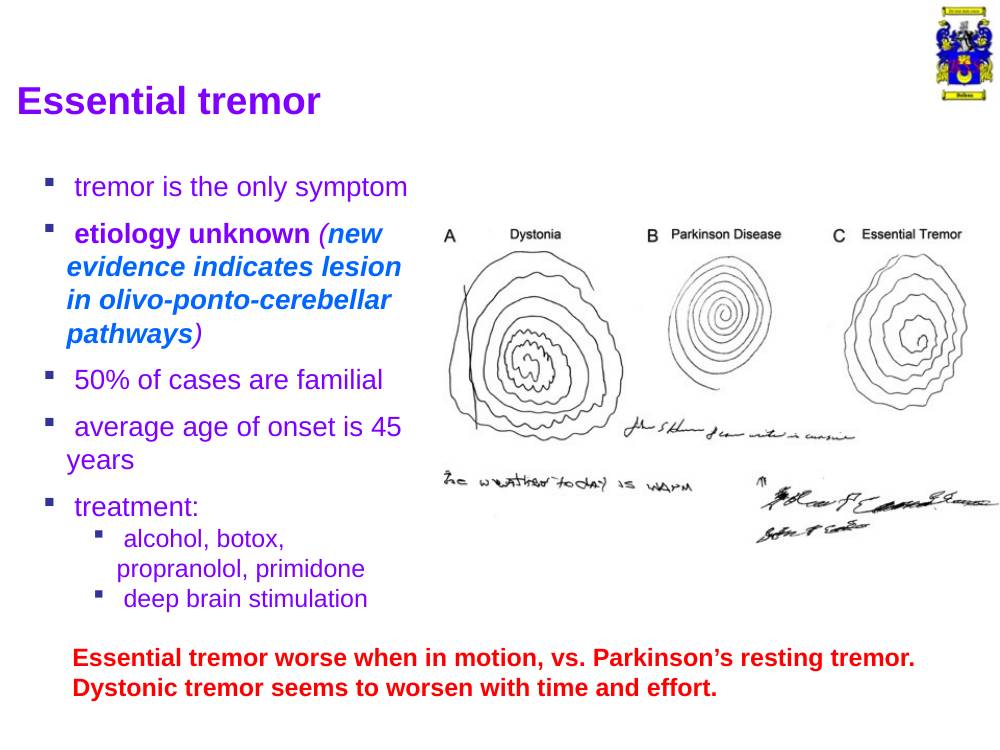 Essential tremor
tremor is the only symptom
etiology unknown (new
evidence indicates lesion
in olivo-ponto-cerebellar
pathways)
50% of cases are familial
average age of onset is 45
years
treatment:
alcohol, botox,
propranolol, primidone
deep brain stimulation
A Dystonia
B Parkinson Disease
C Essential Tremor
The weather today is warm
Essential tremor worse when in motion, vs. Parkinson’s resting tremor.
Dystonic tremor seems to worsen with time and effort.